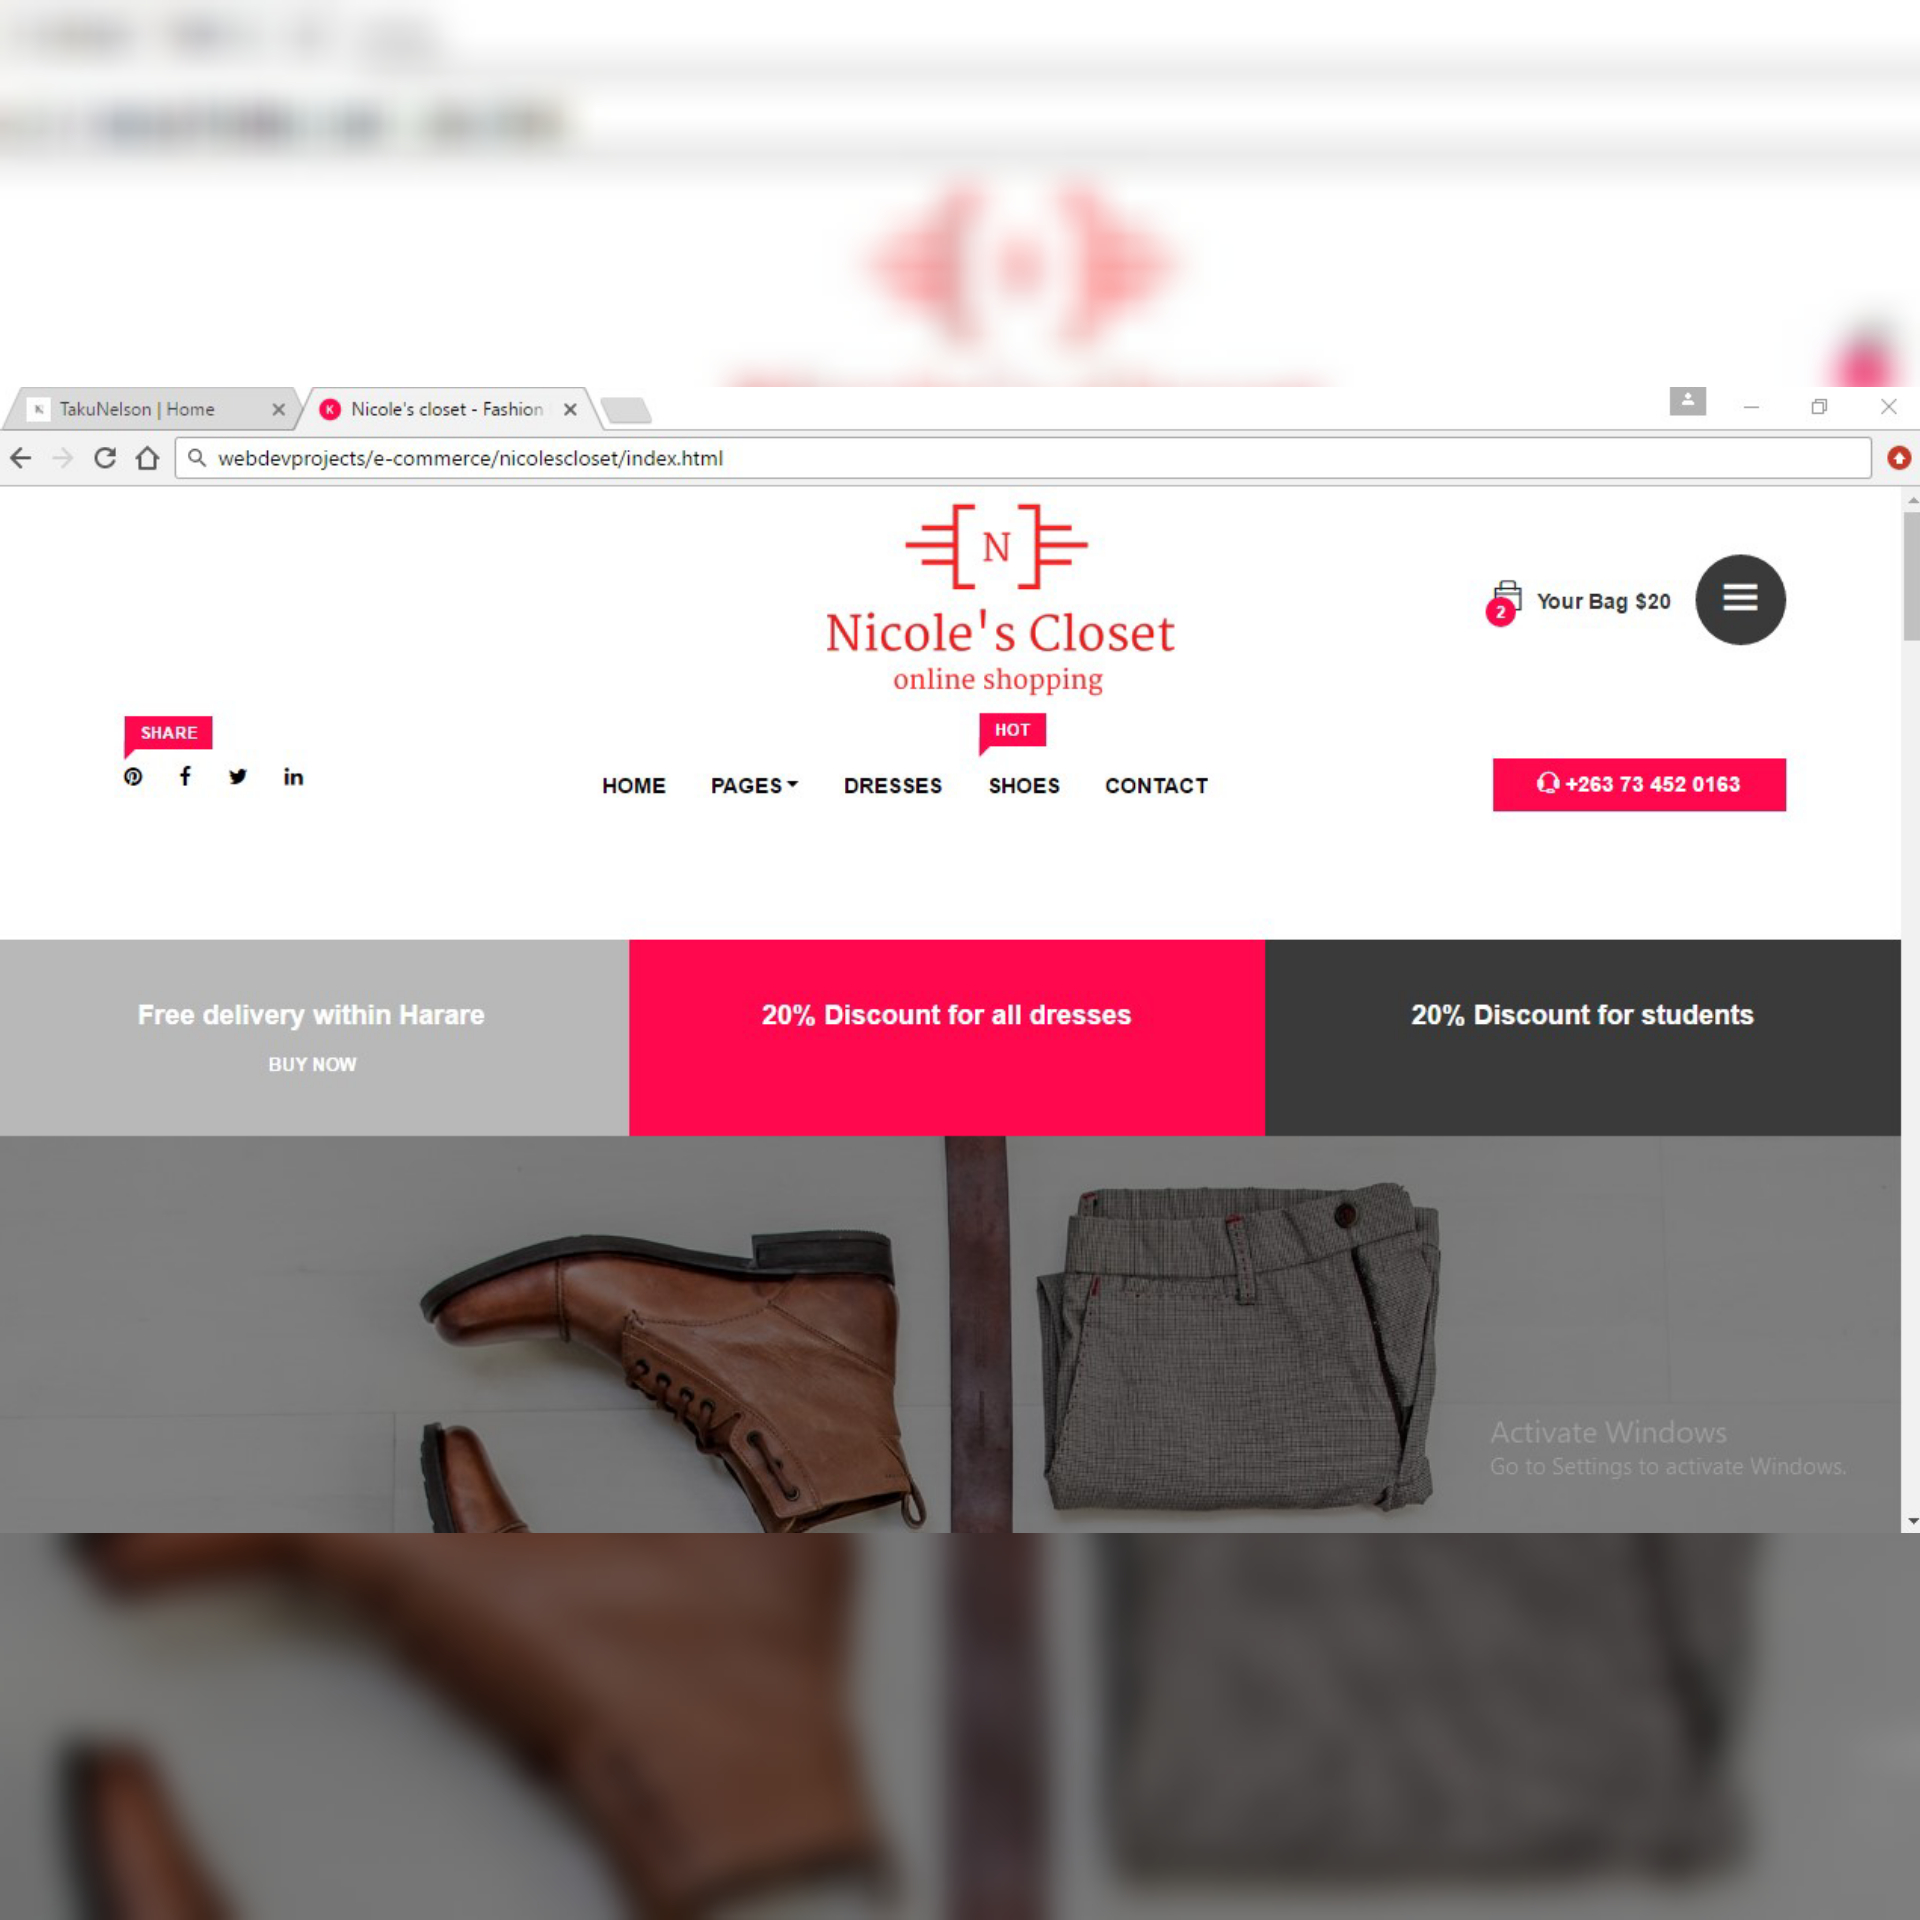 TakuNelson | Home
Nicole's closet - Fashion
webdevprojects/e-commerce/nicolescloset/index.html
N
Nicole's Closet
online shopping
2
Your Bag $20
SHARE
HOT
HOME PAGES DRESSES SHOES CONTACT
+263 73 452 0163
Free delivery within Harare
BUY NOW
20% Discount for all dresses
20% Discount for students
Activate Windows
Go to Settings to activate Windows.